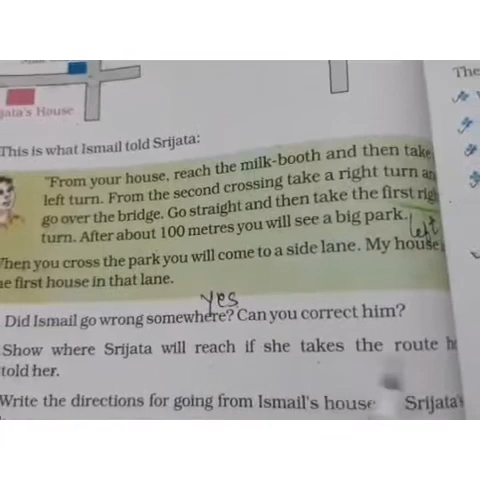 jata's House
The
This is what Ismail told Srijata:
"From your house, reach the milk-booth and then take
left turn. From the second crossing take a right turn an
go over the bridge. Go straight and then take the first righ
turn. After about 100 metres you will see a big park.
left
When you cross the park you will come to a side lane. My house
he first house in that lane.
yes
Did Ismail go wrong somewhere? Can you correct him?
Show where Srijata will reach if she takes the route h
told her.
Write the directions for going from Ismail's house Srijata's